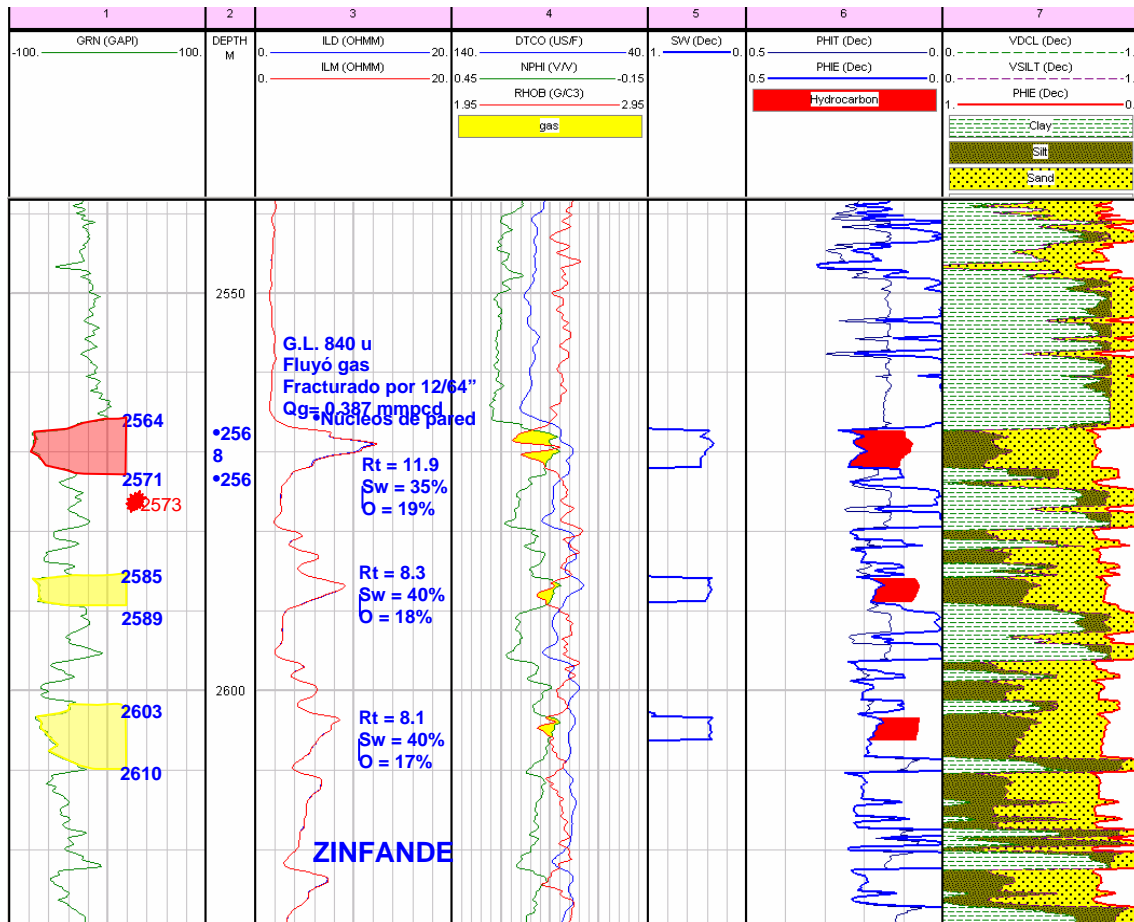 1 2 3 4 5 6 7
GRN (GAPI)
-100. 100.
DEPTH
M
ILD (OHMM)
0. 20.
ILM (OHMM)
0. 20.
DTCO (US/F)
140. 40.
NPHI (V/V)
0.45 -0.15
RHOB (G/C3)
1.95 2.95
gas
SW (Dec)
1. 0.
PHIT (Dec)
0.5 0.
PHIE (Dec)
0.5 0.
Hydrocarbon
VDCL (Dec)
0. 1.
VSILT (Dec)
0. 1.
PHIE (Dec)
1. 0.
Clay
Silt
Sand
2550
G.L. 840 u
Fluyó gas
Fracturado por 12/64”
Qg= 0.387 mmpcd
•Núcleos de pared
2564
•256
8
2571
•256
2573
Rt = 11.9
Sw = 35%
O = 19%
2585
2589
Rt = 8.3
Sw = 40%
O = 18%
2600
2603
2610
Rt = 8.1
Sw = 40%
O = 17%
ZINFANDE